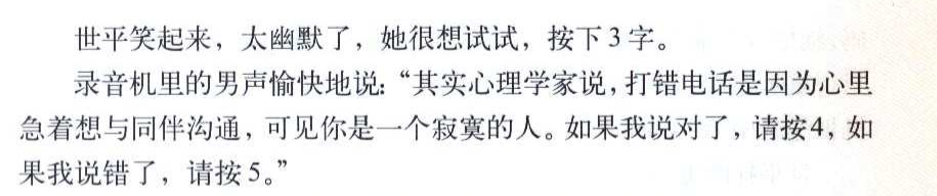 世平笑起来，太幽默了，她很想试试，按下3字。
录音机里的男声愉快地说:“其实心理学家说,打错电话是因为心里
急着想与同伴沟通，可见你是一个寂寞的人。如果我说对了，请按4，如
果我说错了，请按5。”